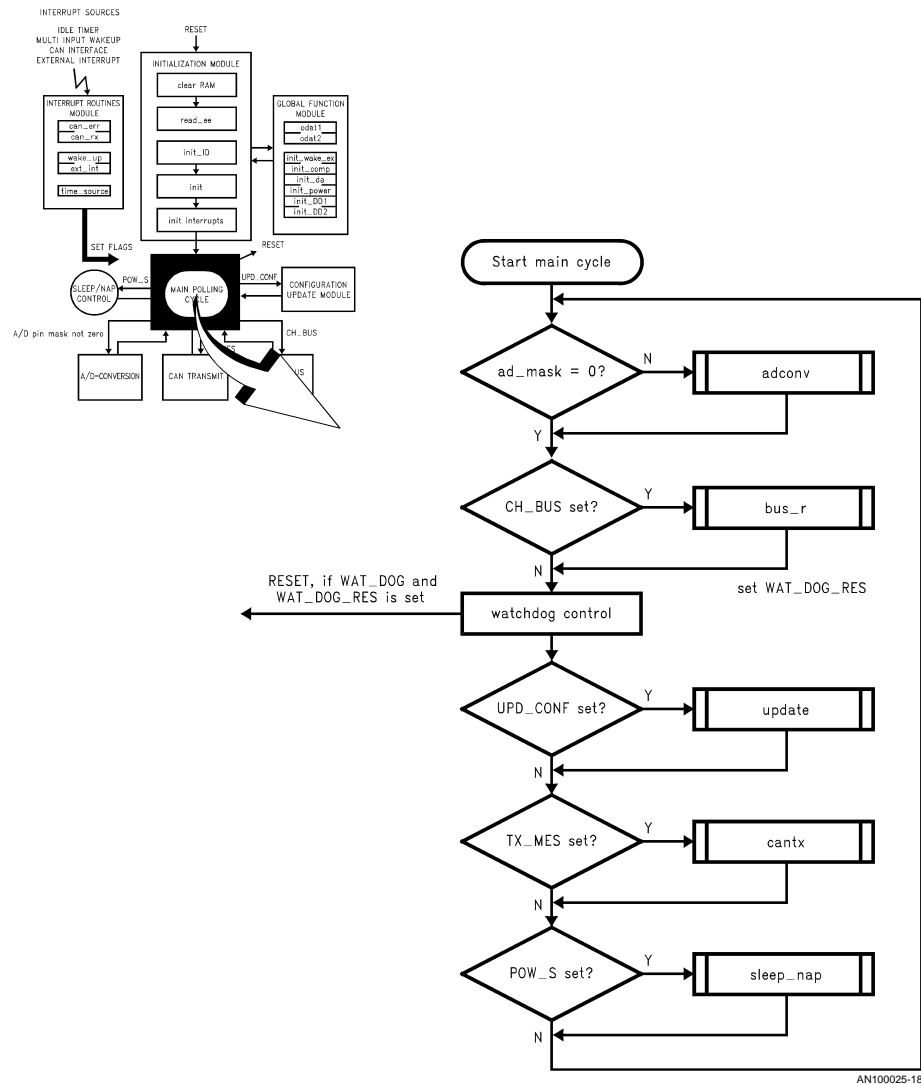 INTERRUPT SOURCES
IDLE TIMER
MULTI INPUT WAKEUP
CAN INTERFACE
EXTERNAL INTERRUPT
INTERRUPT ROUTINES
MODULE
can_err
can_rx
wake_up
ext_int
time_source
SET FLAGS
RESET
INITIALIZATION MODULE
clear RAM
read_ee
init_ID
init
init interrupts
GLOBAL FUNCTION
MODULE
odat1
odat2
init_wake_ex
init_comp
init_da
init_power
init_DD1
init_DD2
RESET
POW_S
SLEEP/NAP
CONTROL
MAIN POLLING
CYCLE
UPD_CONF
CONFIGURATION
UPDATE MODULE
A/D pin mask not zero
CH_BUS
A/D-CONVERSION
CAN TRANSMIT
Start main cycle
ad_mask = 0?
N
adconv
Y
CH_BUS set?
Y
bus_r
N
set WAT_DOG_RES
RESET, if WAT_DOG and
WAT_DOG_RES is set
watchdog control
UPD_CONF set?
Y
update
N
TX_MES set?
Y
cantx
N
POW_S set?
Y
sleep_nap
N
AN100025-18